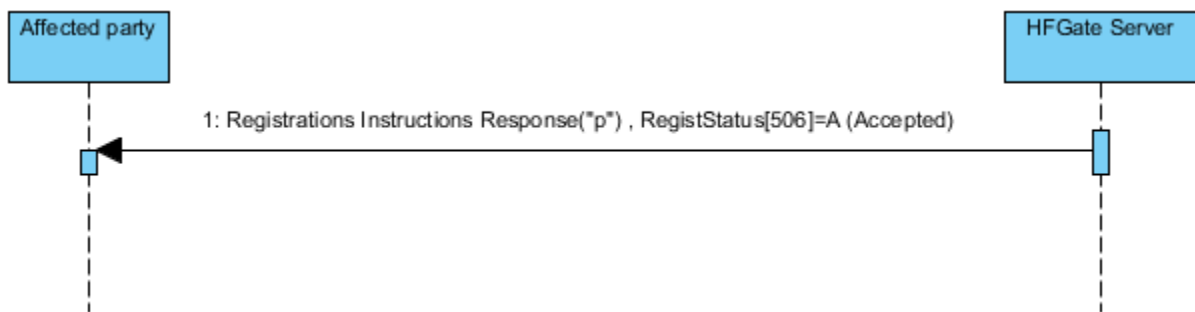 Affected party
HFGate Server
1: Registrations Instructions Response("p") , RegistStatus[506]=A (Accepted)